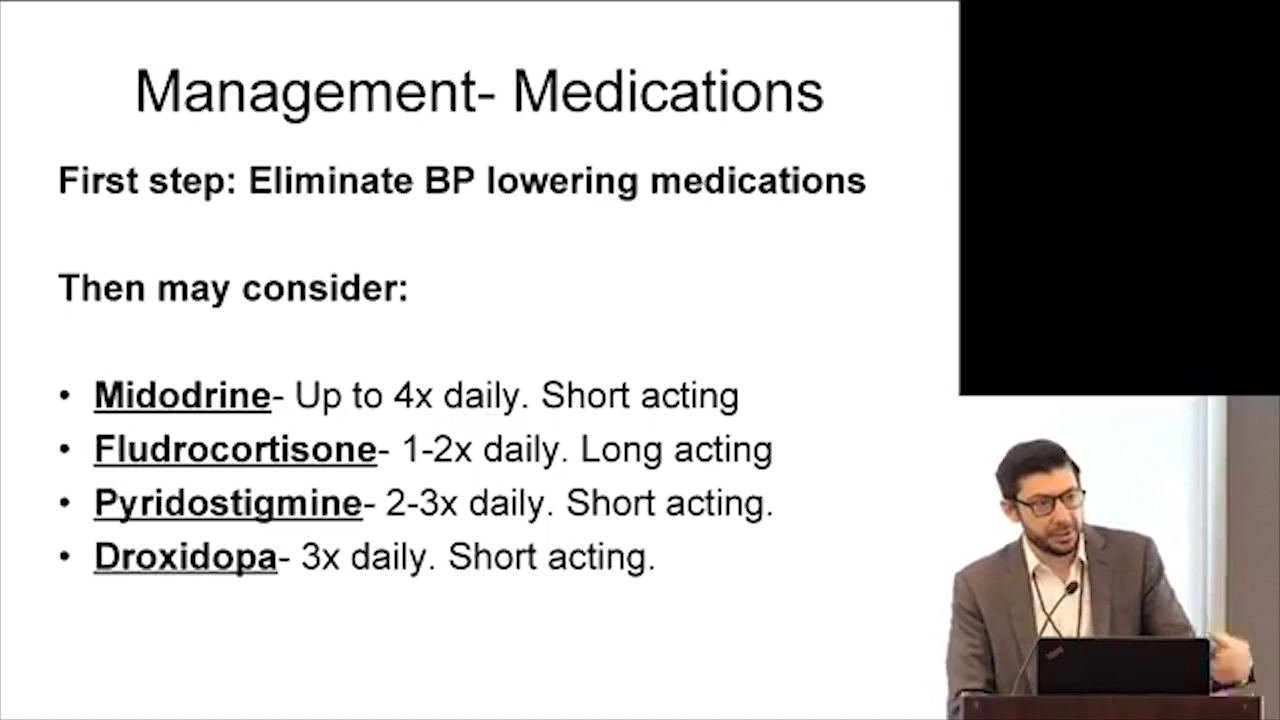 Management- Medications
First step: Eliminate BP lowering medications
Then may consider:
• Midodrine- Up to 4x daily. Short acting
• Fludrocortisone- 1-2x daily. Long acting
• Pyridostigmine- 2-3x daily. Short acting.
• Droxidopa- 3x daily. Short acting.